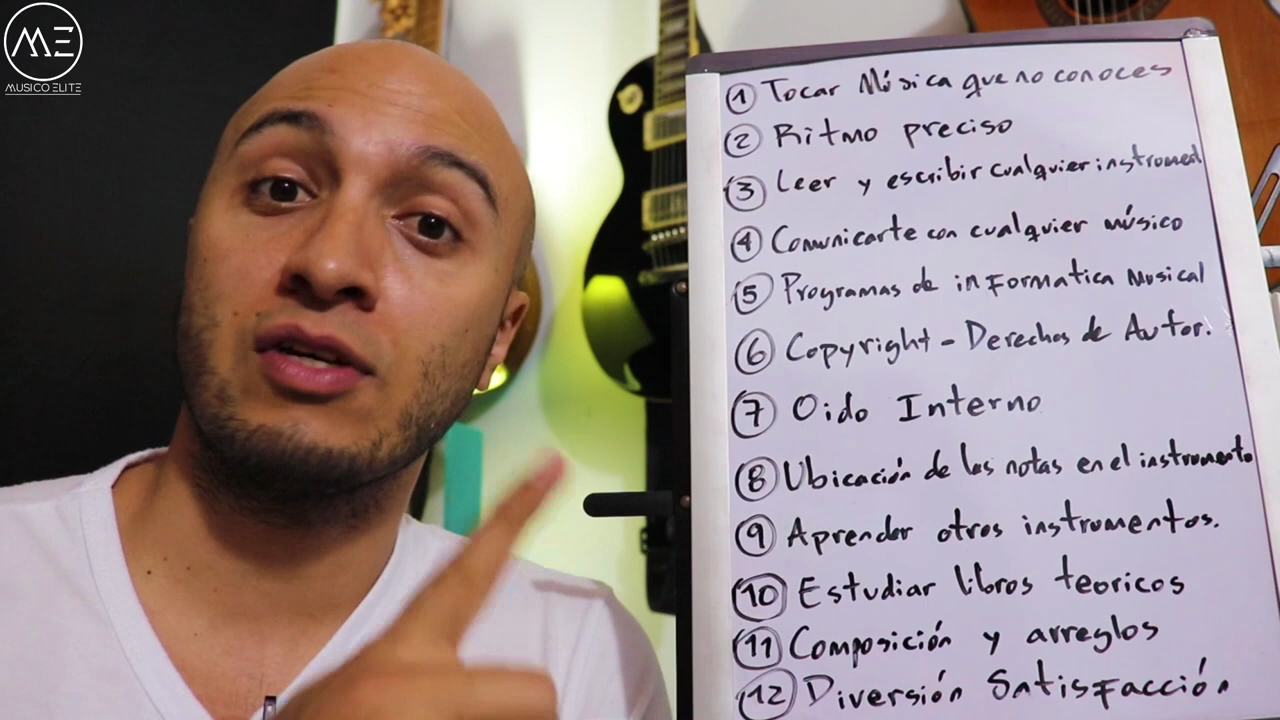 ME
MUSICO ELITE
1 Tocar Música que no conoces
2 Ritmo preciso
3 Leer y escribir cualquier instrument
4 Comunicarte con cualquier músico
5 Programas de informatica Musical
6 Copyright - Derechos de Autor.
7 Oido Interno
8 Ubicación de las notas en el instrumento
9 Aprender otros instrumentos.
10 Estudiar libros teoricos
11 Composición y arreglos
12 Diversión Satisfacción